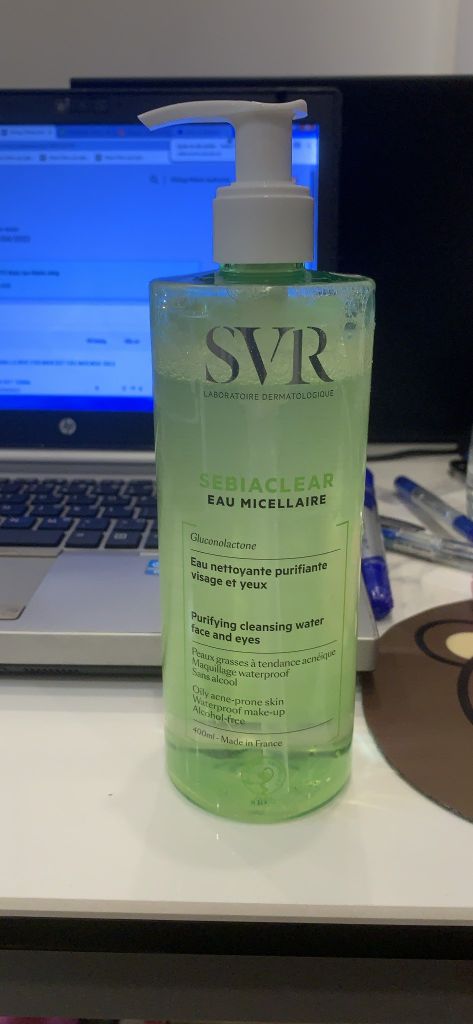 SVR
LABORATOIRE DERMATOLOGIQUE
SEBIACLEAR
EAU MICELLAIRE
Gluconolactone
Eau nettoyante purifiante
visage et yeux
Purifying cleansing water
face and eyes
Peaux grasses à tendance acnéique
Maquillage waterproof
Sans alcool
Oily acne-prone skin
Waterproof make-up
Alcohol-free
400ml - Made in France
hp